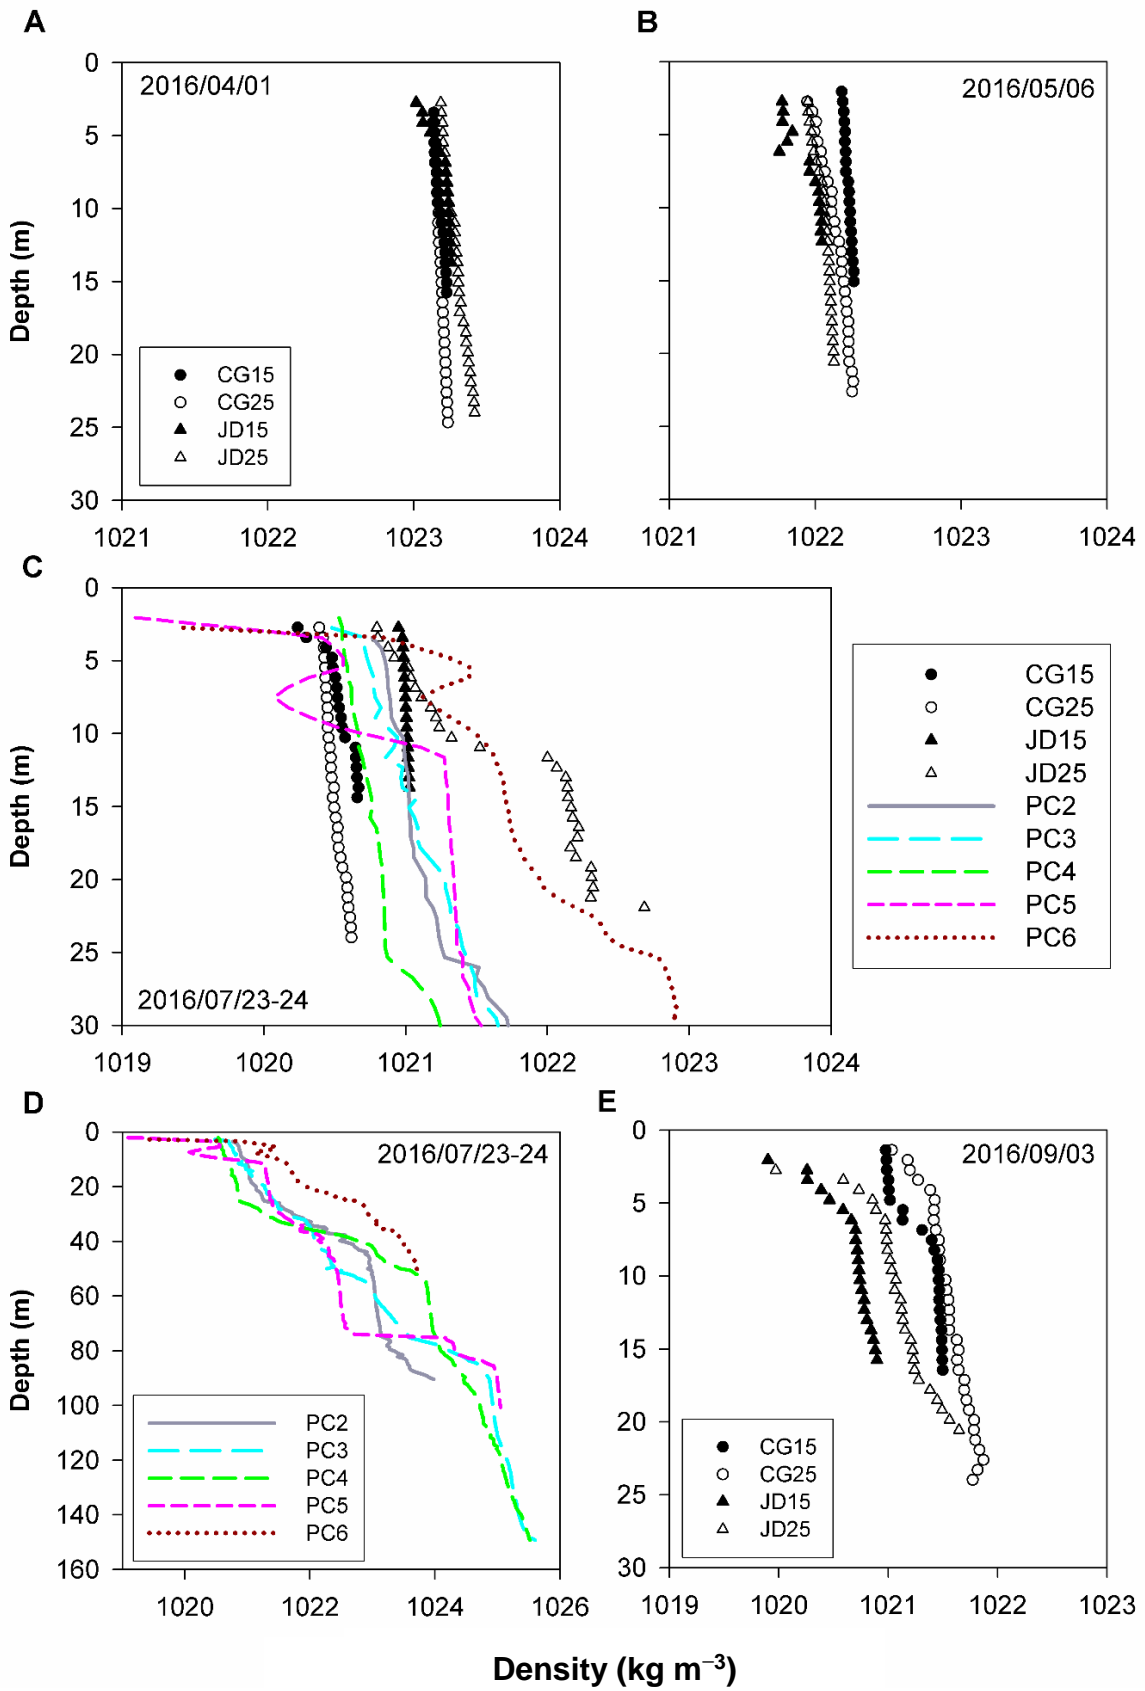 A
B
0
5
10
15
20
25
30
Depth (m)
2016/04/01
CG15
CG25
JD15
JD25
1021
1022
1023
1024
2016/05/06
1021
1022
1023
1024
C
0
5
10
15
20
25
30
Depth (m)
2016/07/23-24
1019
1020
1021
1022
1023
1024
CG15
CG25
JD15
JD25
PC2
PC3
PC4
PC5
PC6
D
0
20
40
60
80
100
120
140
160
Depth (m)
2016/07/23-24
PC2
PC3
PC4
PC5
PC6
1020
1022
1024
1026
E
0
5
10
15
20
25
30
2016/09/03
CG15
CG25
JD15
JD25
1019
1020
1021
1022
1023
Density (kg m⁻³)